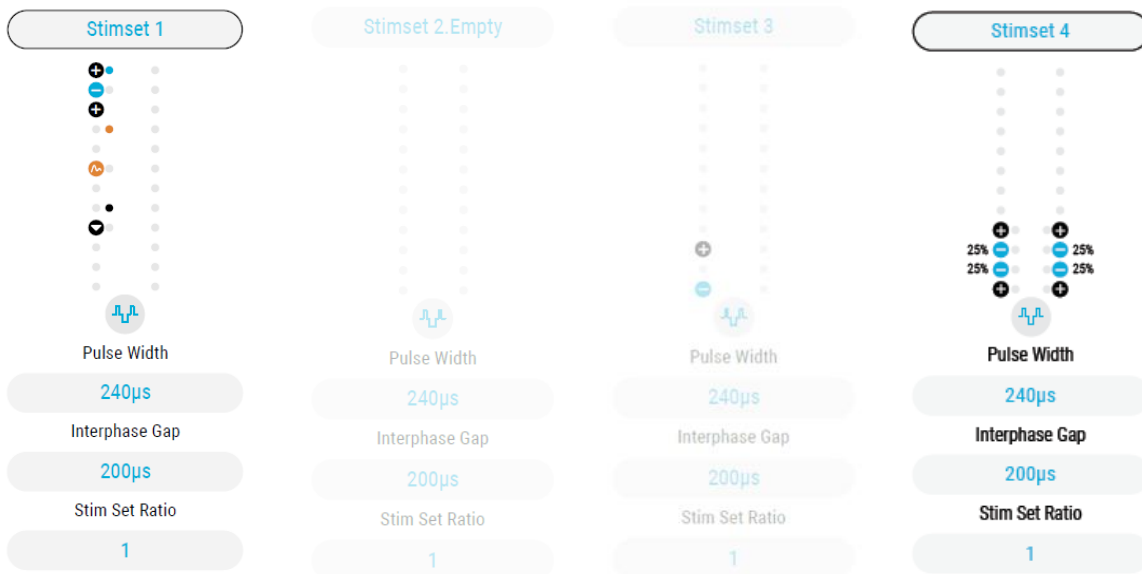 Stimset 1
Stimset 2.Empty
Stimset 3
Stimset 4
25% 25%
25% 25%
Pulse Width
Pulse Width
Pulse Width
Pulse Width
240µs
240µs
240µs
240µs
Interphase Gap
Interphase Gap
Interphase Gap
Interphase Gap
200µs
200µs
200µs
200µs
Stim Set Ratio
Stim Set Ratio
Stim Set Ratio
Stim Set Ratio
1
1
1
1